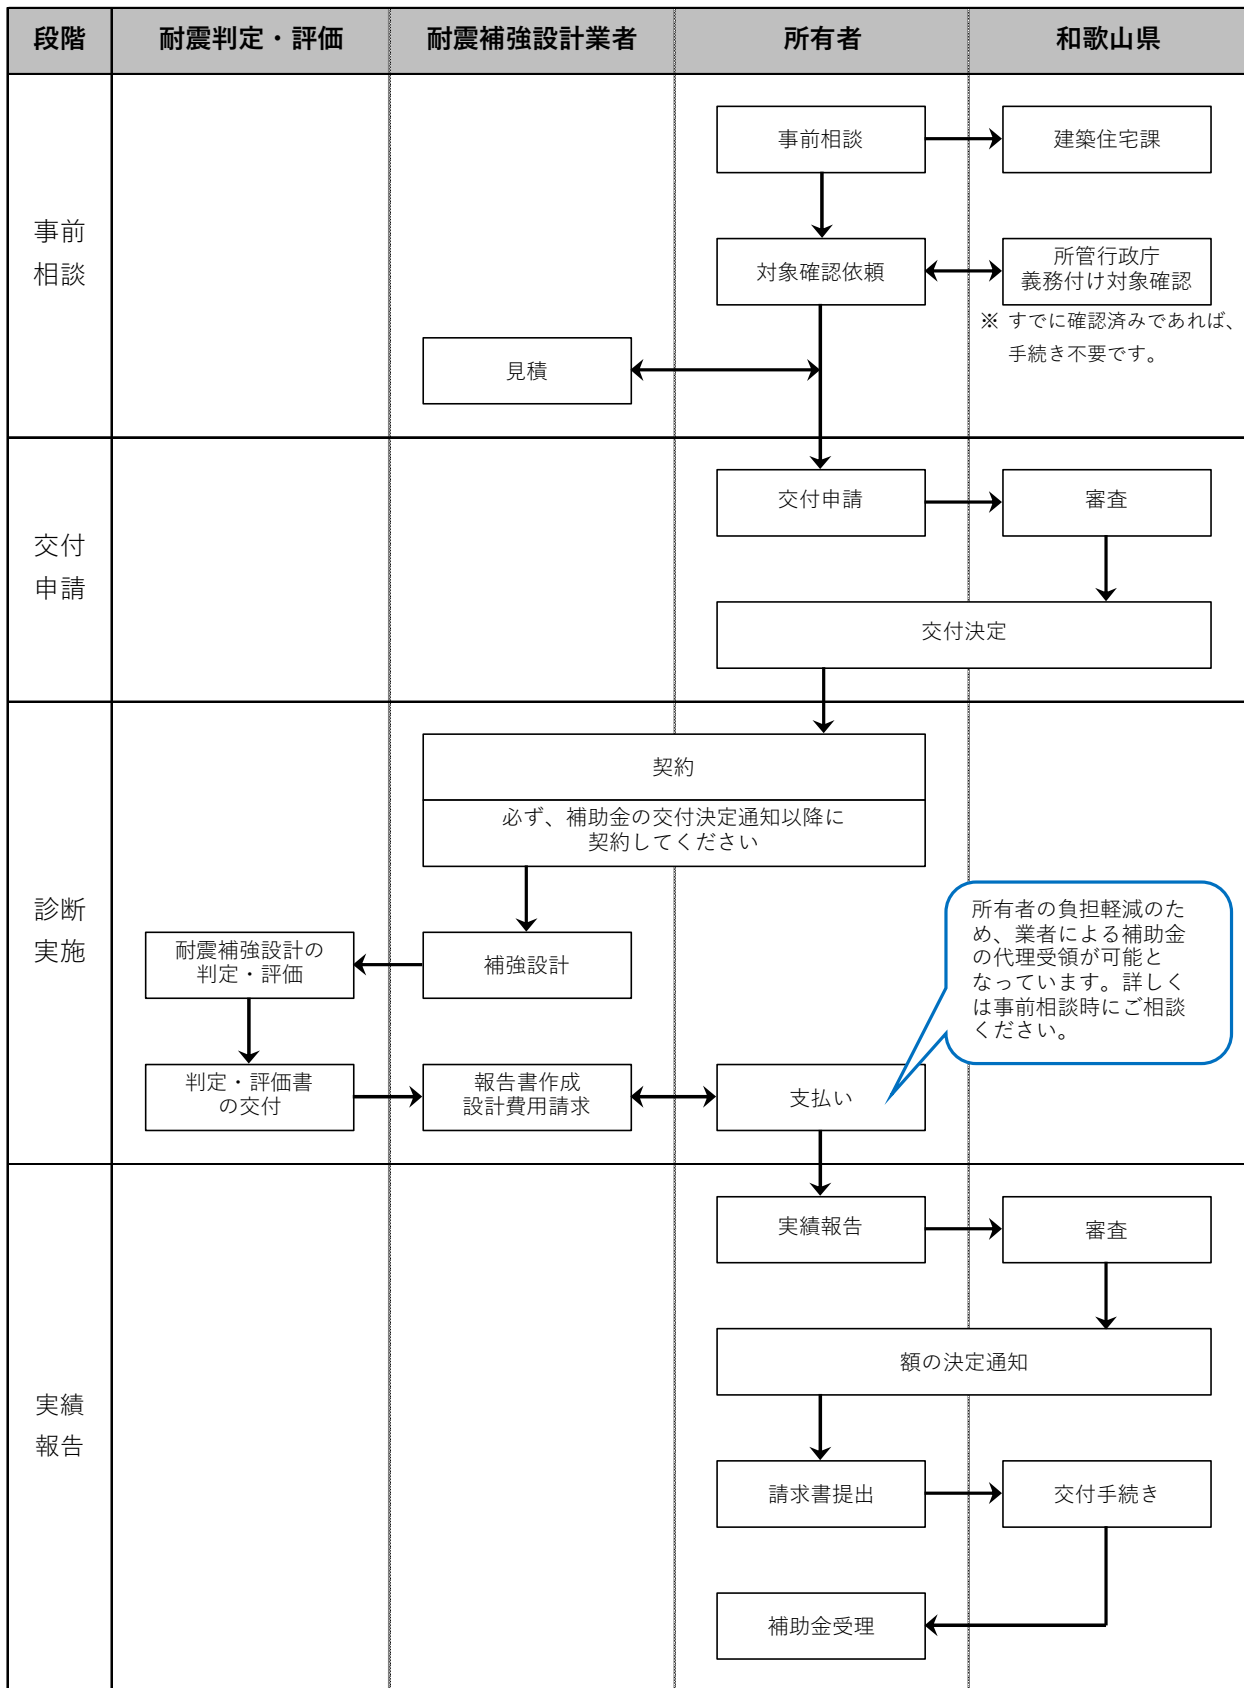 段階 耐震判定・評価 耐震補強設計業者 所有者 和歌山県
事前
相談
事前相談
建築住宅課
対象確認依頼
所管行政庁
義務付け対象確認
※ すでに確認済みであれば、
手続き不要です。
見積
交付
申請
交付申請
審査
交付決定
診断
実施
契約
必ず、補助金の交付決定通知以降に
契約してください
補強設計
耐震補強設計の
判定・評価
判定・評価書
の交付
報告書作成
設計費用請求
支払い
所有者の負担軽減のた
め、業者による補助金
の代理受領が可能と
なっています。詳しく
は事前相談時にご相談
ください。
実績
報告
実績報告
審査
額の決定通知
請求書提出
交付手続き
補助金受理